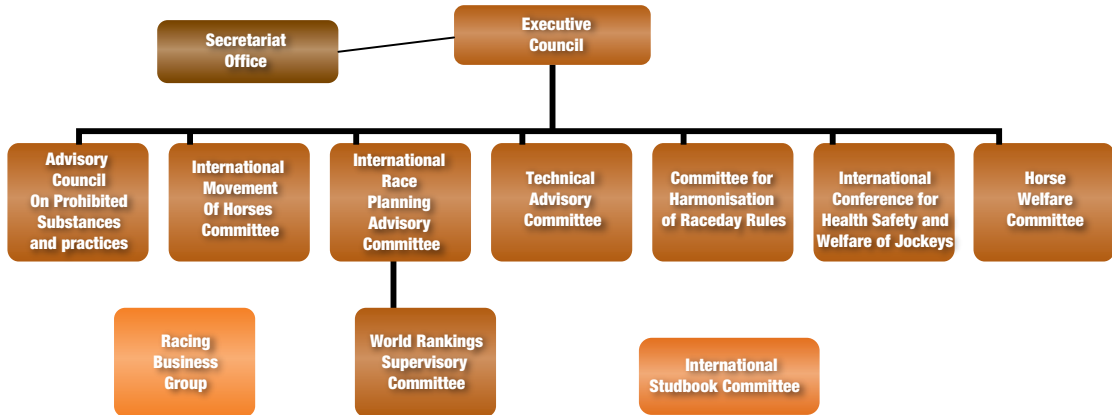 Executive
Council
Secretariat
Office
Advisory
Council
On Prohibited
Substances
and practices
International
Movement
Of Horses
Committee
International
Race
Planning
Advisory
Committee
Technical
Advisory
Committee
Committee for
Harmonisation
of Raceday Rules
International
Conference for
Health Safety and
Welfare of Jockeys
Horse
Welfare
Committee
Racing
Business
Group
World Rankings
Supervisory
Committee
International
Studbook Committee